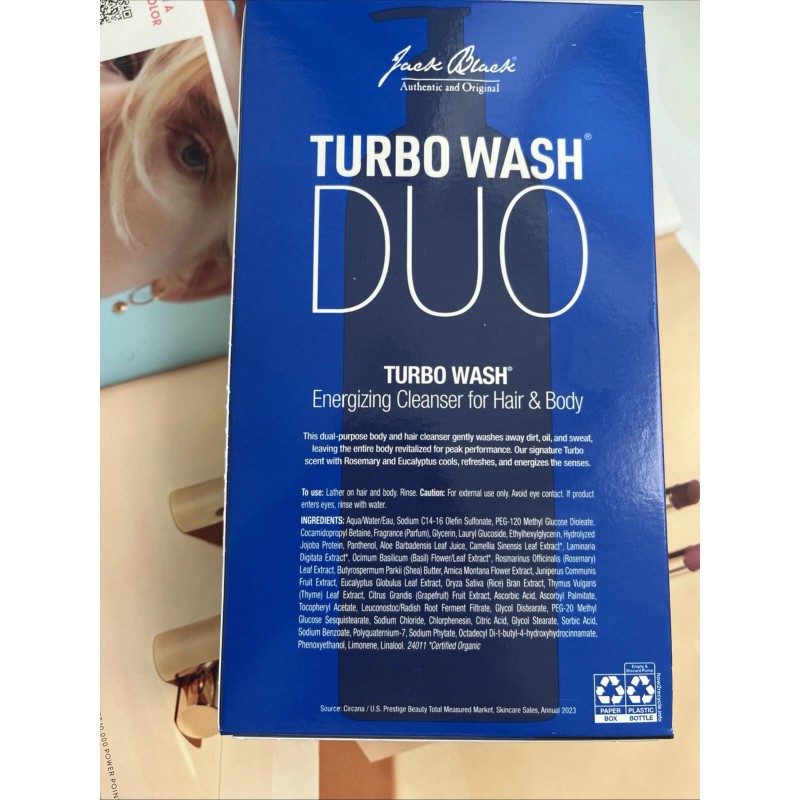 Jack Black®
Authentic and Original
TURBO WASH®
DUO
TURBO WASH®
Energizing Cleanser for Hair & Body
This dual-purpose body and hair cleanser gently washes away dirt, oil, and sweat,
leaving the entire body revitalized for peak performance. Our signature Turbo
scent with Rosemary and Eucalyptus cools, refreshes, and energizes the senses.
To use: Lather on hair and body. Rinse. Caution: For external use only. Avoid eye contact. If product
enters eyes, rinse with water.
INGREDIENTS: Aqua/Water/Eau, Sodium C14-16 Olefin Sulfonate, PEG-120 Methyl Glucose Dioleate,
Cocamidopropyl Betaine, Fragrance (Parfum), Glycerin, Lauryl Glucoside, Ethylhexylglycerin, Hydrolyzed
Jojoba Protein, Panthenol, Aloe Barbadensis Leaf Juice, Camellia Sinensis Leaf Extract*, Laminaria
Digitata Extract*, Ocimum Basilicum (Basil) Flower/Leaf Extract*, Rosmarinus Officinalis (Rosemary)
Leaf Extract, Butyrospermum Parkii (Shea) Butter, Arnica Montana Flower Extract, Juniperus Communis
Fruit Extract, Eucalyptus Globulus Leaf Extract, Oryza Sativa (Rice) Bran Extract, Thymus Vulgaris
(Thyme) Leaf Extract, Citrus Grandis (Grapefruit) Fruit Extract, Ascorbic Acid, Ascorbyl Palmitate,
Tocopheryl Acetate, Leuconostoc/Radish Root Ferment Filtrate, Glycol Distearate, PEG-20 Methyl
Glucose Sesquistearate, Sodium Chloride, Chlorphenesin, Citric Acid, Glycol Stearate, Sorbic Acid,
Sodium Benzoate, Polyquaternium-7, Sodium Phytate, Octadecyl Di-t-butyl-4-hydroxyhydrocinnamate,
Phenoxyethanol, Limonene, Linalool. 24011 *Certified Organic
Source: Circana / U.S. Prestige Beauty Total Measured Market, Skincare Sales, Annual 2023
Empty &
Discard Pump
PAPER
BOX
PLASTIC
BOTTLE
how2recycle.info
A
OLOR
000 POWER POIN